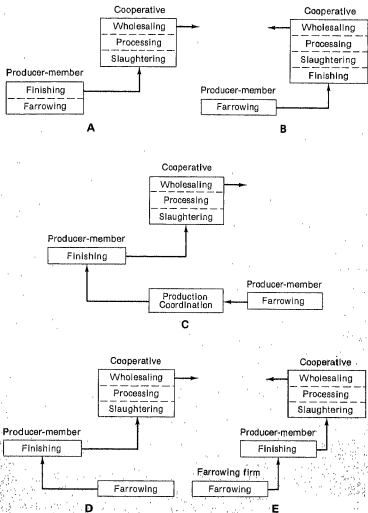 Cooperative
Wholesaling
Processing
Slaughtering
Producer-member
Finishing
Farrowing
A
Cooperative
Wholesaling
Processing
Slaughtering
Finishing
Producer-member
Farrowing
B
Cooperative
Wholesaling
Processing
Slaughtering
Producer-member
Finishing
Production
Coordination
Producer-member
Farrowing
C
Cooperative
Wholesaling
Processing
Slaughtering
Producer-member
Finishing
Farrowing
D
Cooperative
Wholesaling
Processing
Slaughtering
Producer-member
Finishing
Farrowing firm
Farrowing
E